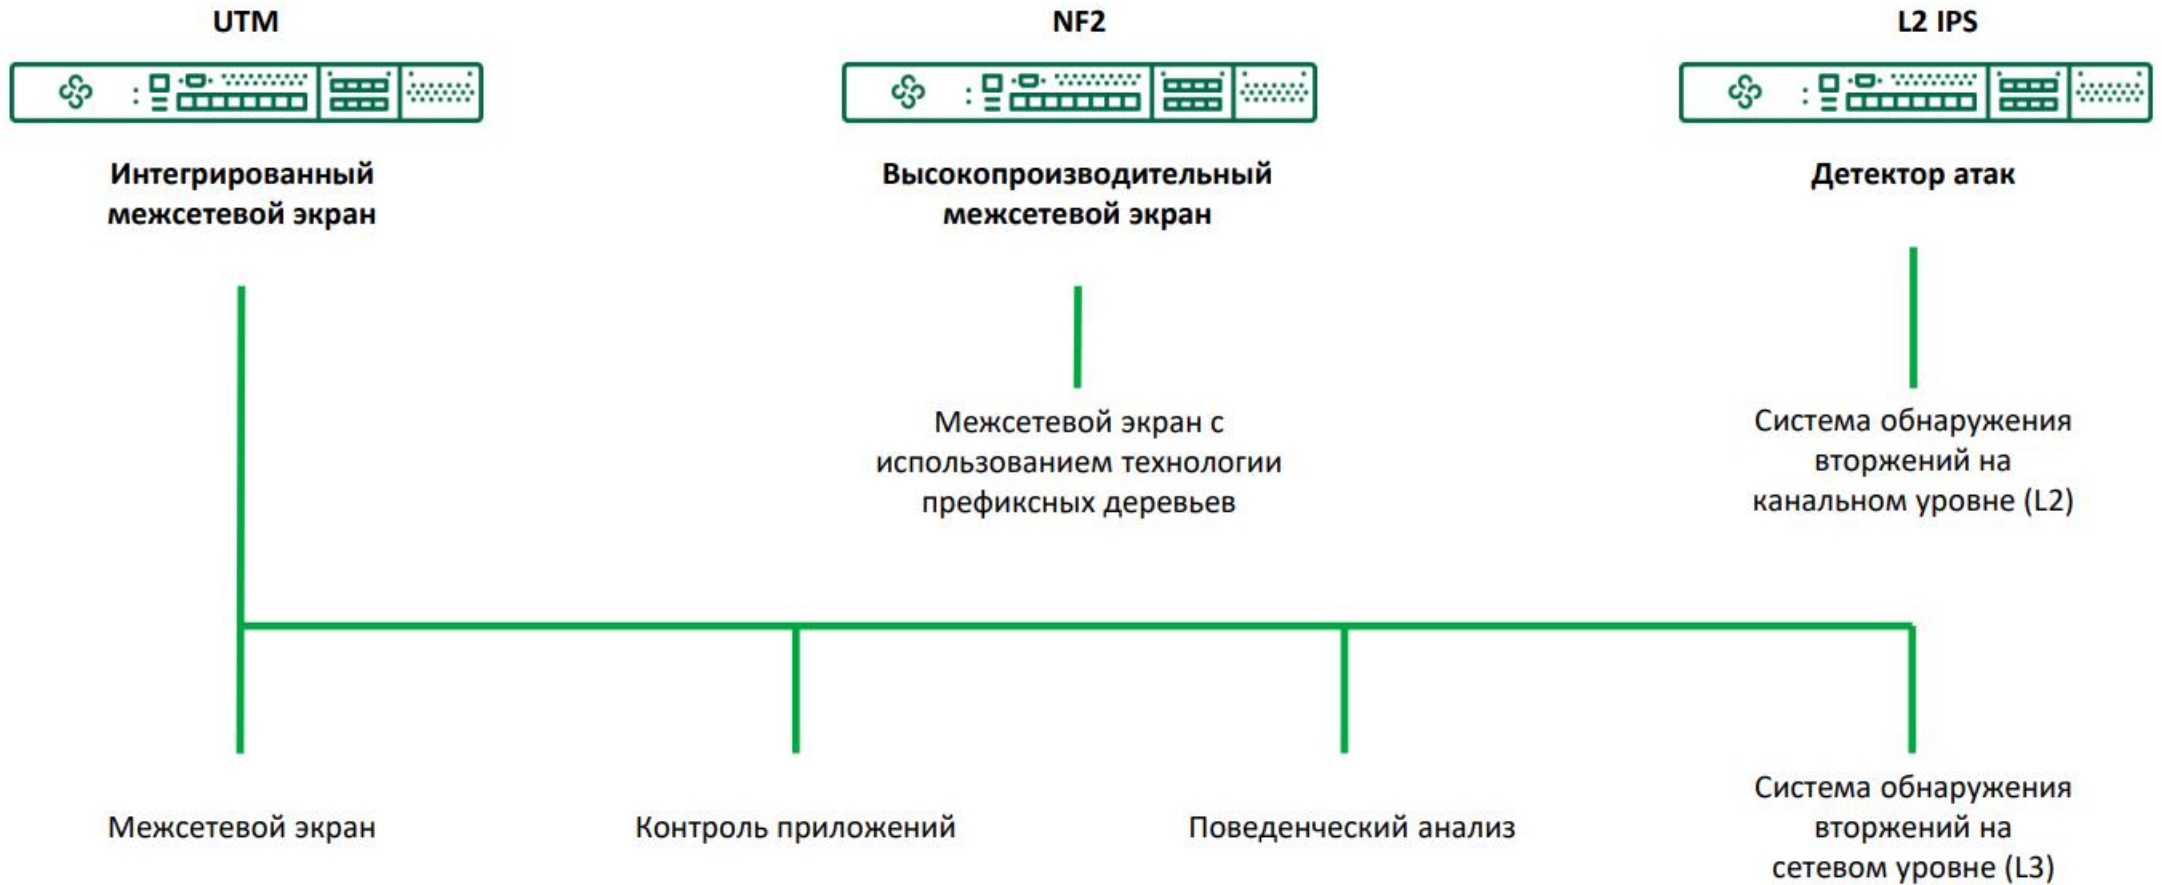 UTM
NF2
L2 IPS
Интегрированный
межсетевой экран
Высокопроизводительный
межсетевой экран
Детектор атак
Межсетевой экран с
использованием технологии
префиксных деревьев
Система обнаружения
вторжений на
канальном уровне (L2)
Межсетевой экран
Контроль приложений
Поведенческий анализ
Система обнаружения
вторжений на
сетевом уровне (L3)